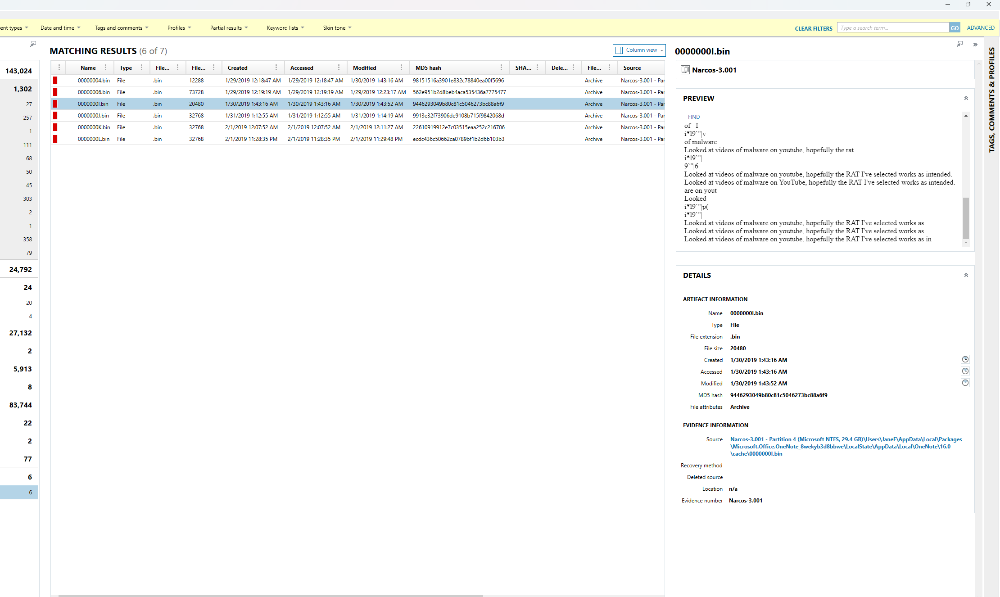 ent types Date and time Tags and comments Profiles Partial results Keyword lists Skin tone CLEAR FILTERS Type a search term... GO ADVANCED
MATCHING RESULTS (6 of 7) Column view
Name Type File... File... Created Accessed Modified MD5 hash SHA... Dele... File... Source
00000004.bin File .bin 12288 1/29/2019 12:18:47 AM 1/29/2019 12:18:47 AM 1/30/2019 1:43:16 AM 98151516a3901e832c78840ea00f5696 Archive Narcos-3.001 - Par
00000006.bin File .bin 73728 1/29/2019 12:19:19 AM 1/29/2019 12:19:19 AM 1/29/2019 12:23:17 AM 562e951b2d8beb4aca535436a7775477 Archive Narcos-3.001 - Par
0000000I.bin File .bin 20480 1/30/2019 1:43:16 AM 1/30/2019 1:43:16 AM 1/30/2019 1:43:52 AM 9446293049b80c81c5046273bc88a6f9 Archive Narcos-3.001 - Par
0000000J.bin File .bin 32768 1/31/2019 1:12:55 AM 1/31/2019 1:12:55 AM 1/31/2019 1:14:19 AM 9913e32f73906de9108b715f9842068d Archive Narcos-3.001 - Par
0000000K.bin File .bin 32768 2/1/2019 12:07:52 AM 2/1/2019 12:07:52 AM 2/1/2019 12:11:27 AM 22610919912e7c03515eaa252c216706 Archive Narcos-3.001 - Par
0000000L.bin File .bin 32768 2/1/2019 11:28:35 PM 2/1/2019 11:28:35 PM 2/1/2019 11:29:48 PM ecdc436c50662ca0789bf1b2d6b103b3 Archive Narcos-3.001 - Par
143,024
1,302
27
257
1
111
68
50
45
303
2
1
358
79
24,792
24
20
4
27,132
2
5,913
8
83,744
22
2
77
6
6
0000000I.bin
Narcos-3.001
PREVIEW
FIND
of I
i*l9`"|v
of malware
Looked at videos of malware on youtube, hopefully the rat
i*l9`"|
9`"|6
Looked at videos of malware on youtube, hopefully the RAT I've selected works as intended.
Looked at videos of malware on YouTube, hopefully the RAT I've selected works as intended.
are on yout
Looked
i*l9`"|p(
i*l9`"|
Looked at videos of malware on youtube, hopefully the RAT I've selected works as
Looked at videos of malware on youtube, hopefully the RAT I've selected works as
Looked at videos of malware on youtube, hopefully the RAT I've selected works as in
DETAILS
ARTIFACT INFORMATION
Name 0000000I.bin
Type File
File extension .bin
File size 20480
Created 1/30/2019 1:43:16 AM
Accessed 1/30/2019 1:43:16 AM
Modified 1/30/2019 1:43:52 AM
MD5 hash 9446293049b80c81c5046273bc88a6f9
File attributes Archive
EVIDENCE INFORMATION
Source Narcos-3.001 - Partition 4 (Microsoft NTFS, 29.4 GB)\Users\JaneE\AppData\Local\Packages
\Microsoft.Office.OneNote_8wekyb3d8bbwe\LocalState\AppData\Local\OneNote\16.0
\cache\0000000I.bin
Recovery method
Deleted source
Location n/a
Evidence number Narcos-3.001
TAGS, COMMENTS & PROFILES